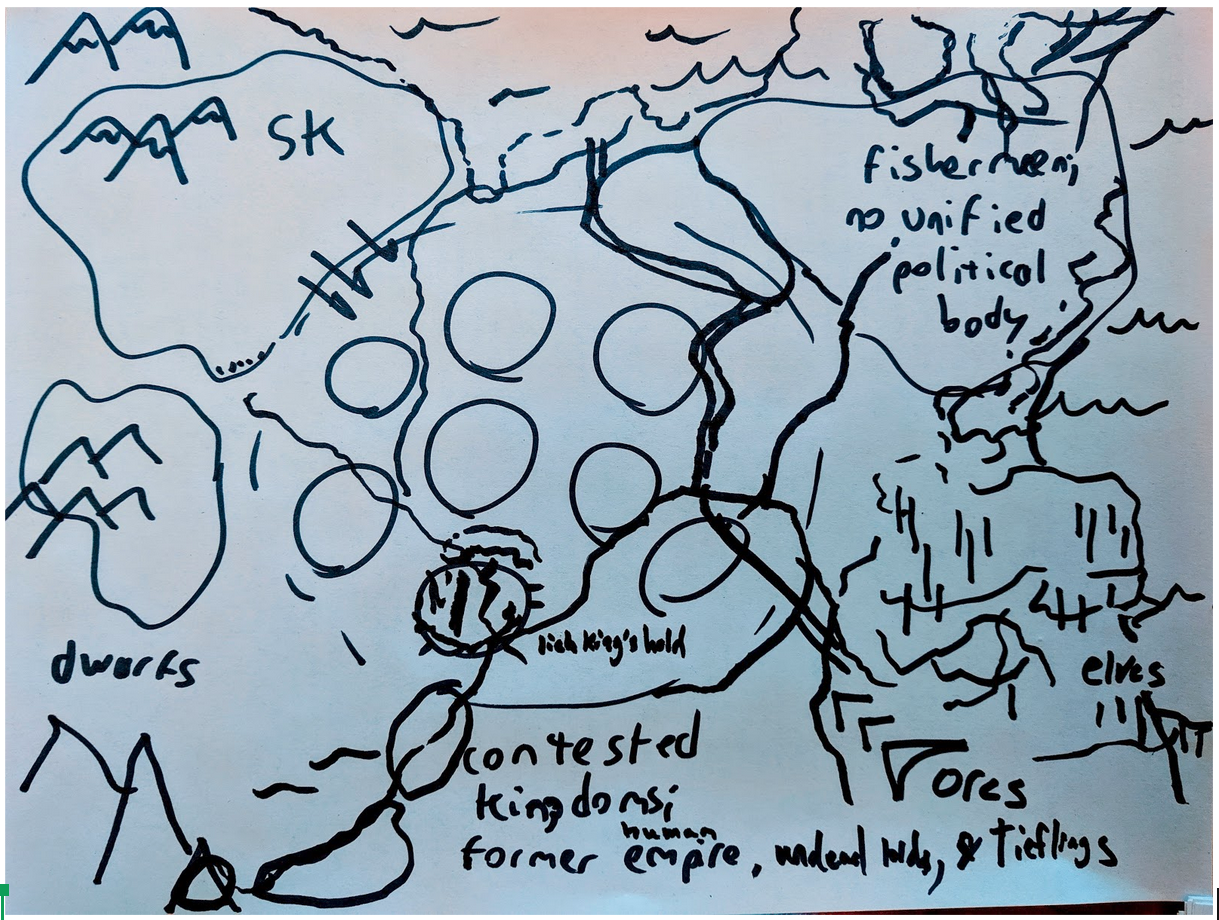 SK
fishermen;
no unified
political
body;
dwarfs
lich king's hold
elves
orcs
contested
kingdoms;
human
former empire, undead holds, & Tieflings